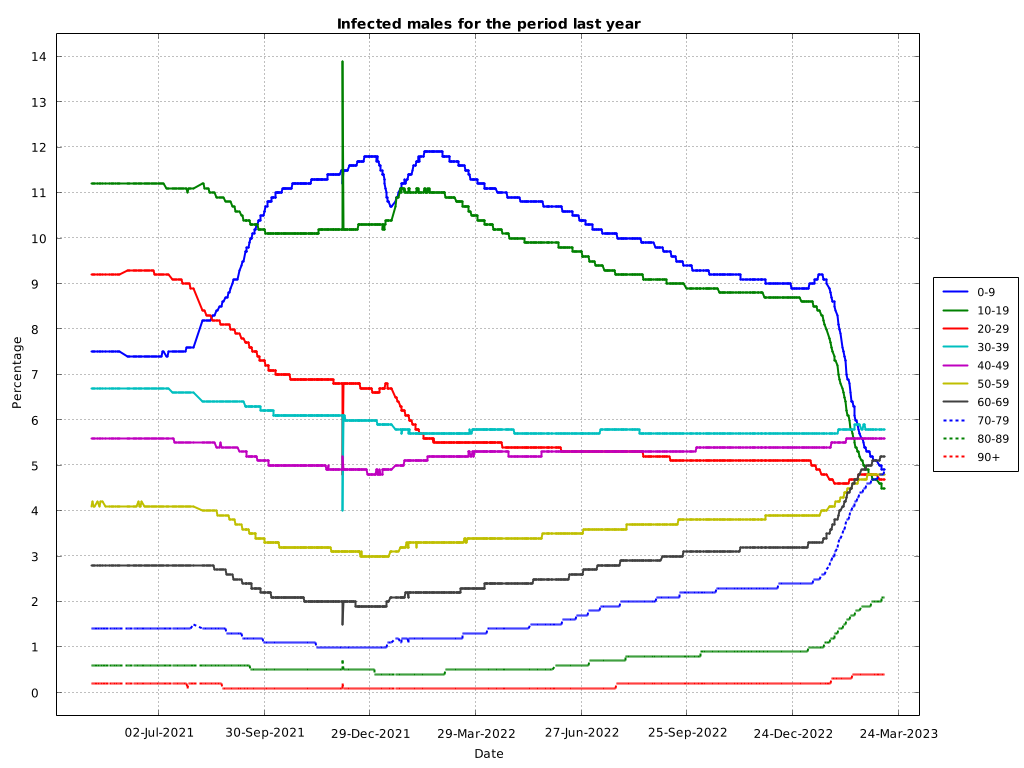 Infected males for the period last year
Percentage
14
13
12
11
10
9
8
7
6
5
4
3
2
1
0
02-Jul-2021
30-Sep-2021
29-Dec-2021
29-Mar-2022
27-Jun-2022
25-Sep-2022
24-Dec-2022
24-Mar-2023
Date
0-9
10-19
20-29
30-39
40-49
50-59
60-69
70-79
80-89
90+